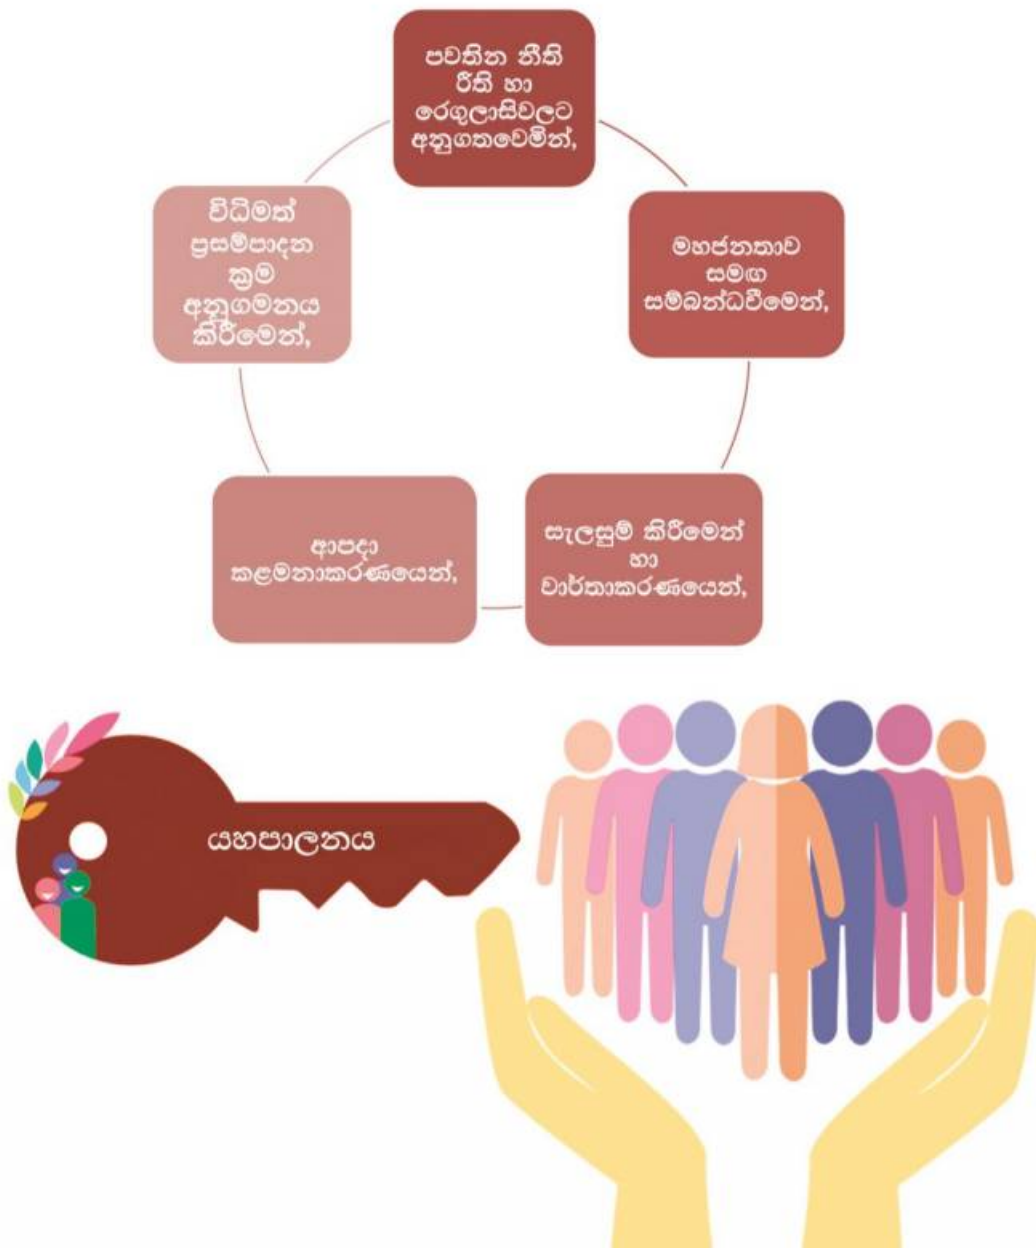 පවතින නීති
රීති හා
රෙගුලාසිවලට
අනුගතවෙමින්,
මහජනතාව
සමඟ
සම්බන්ධවීමෙන්,
සැලසුම් කිරීමෙන්
හා
වාර්තාකරණයෙන්,
ආපදා
කළමනාකරණයෙන්,
විධිමත්
ප්‍රසම්පාදන
ක්‍රම
අනුගමනය
කිරීමෙන්,
යහපාලනය